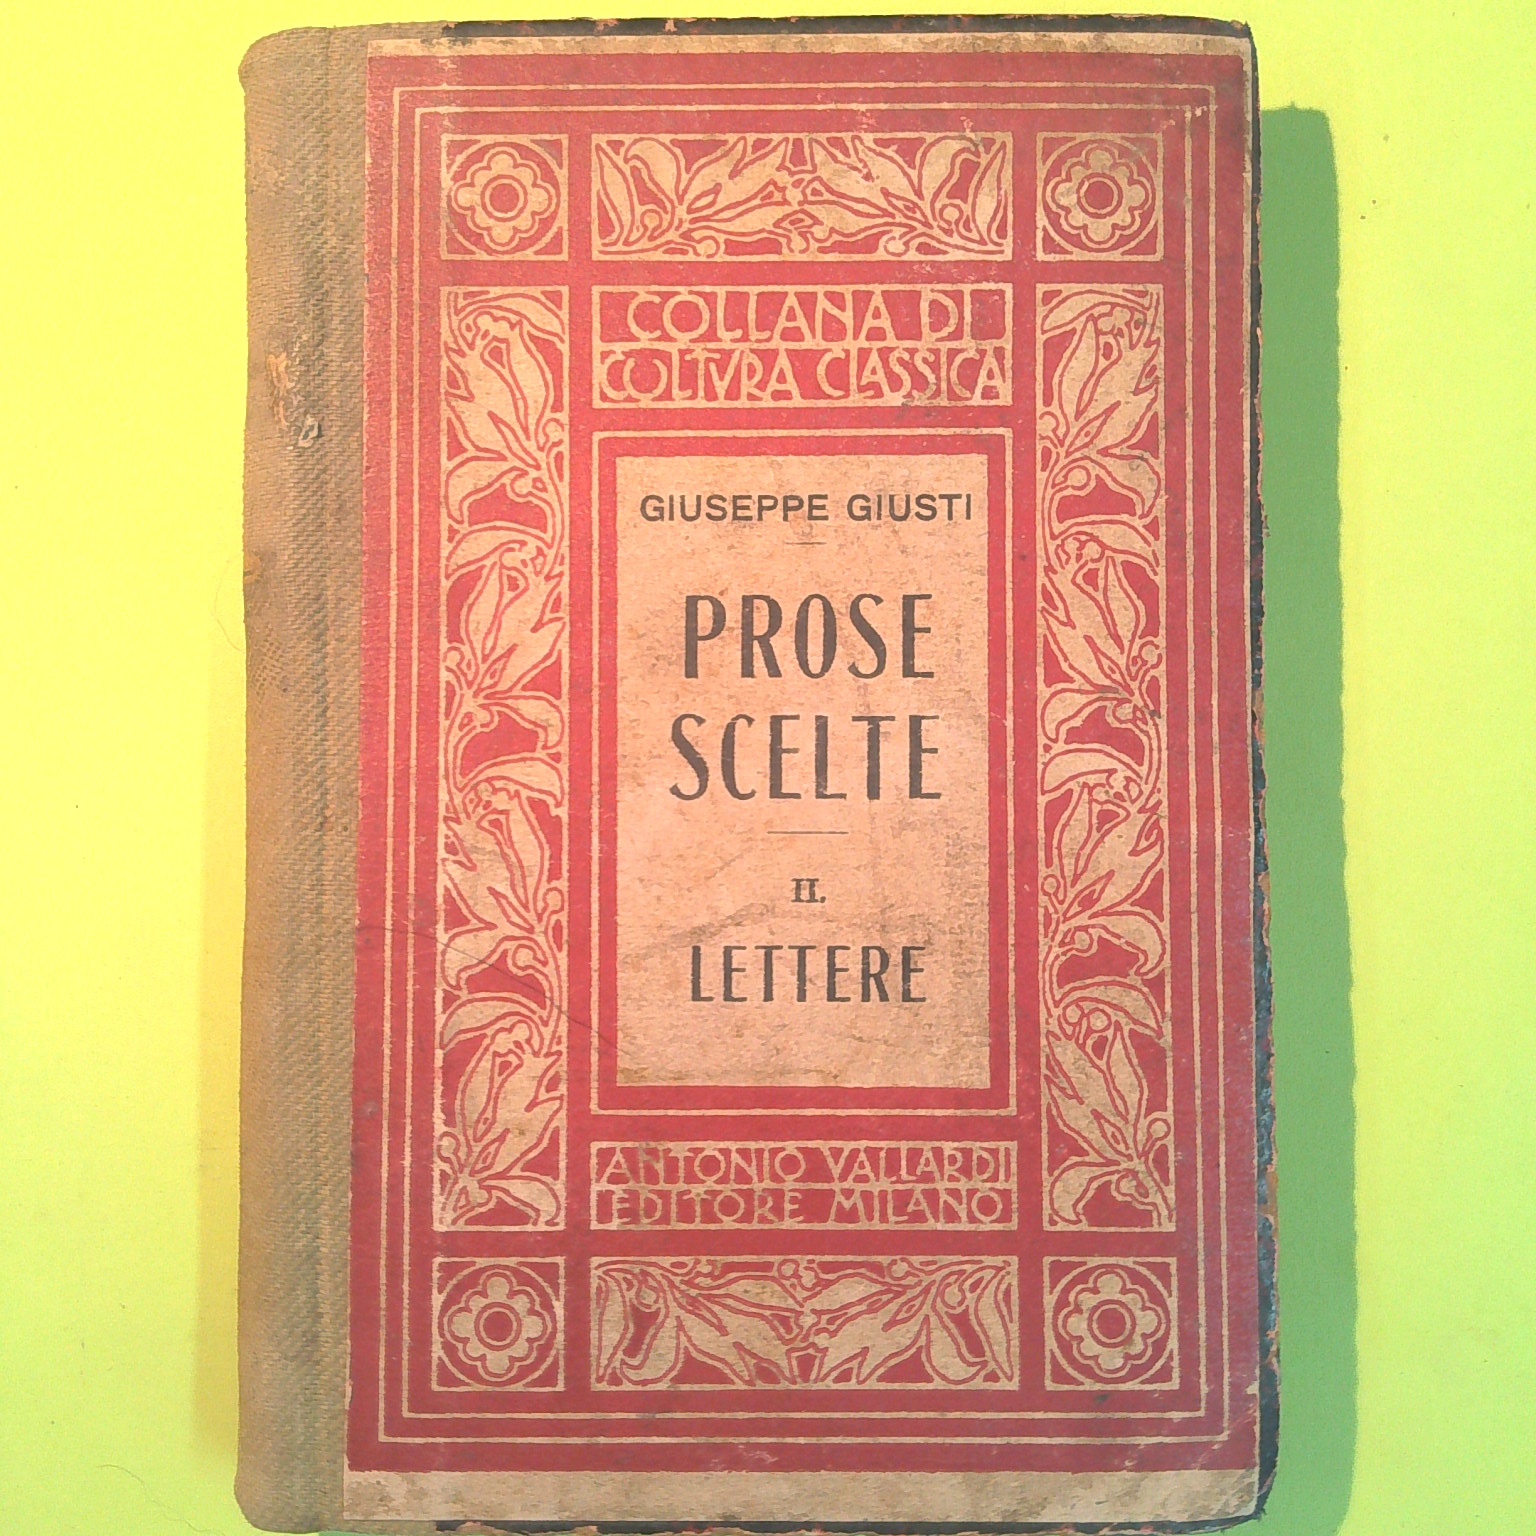 COLLANA DI
COLTVRA CLASSICA
GIUSEPPE GIUSTI
PROSE
SCELTE
II.
LETTERE
ANTONIO VALLARDI
EDITORE MILANO